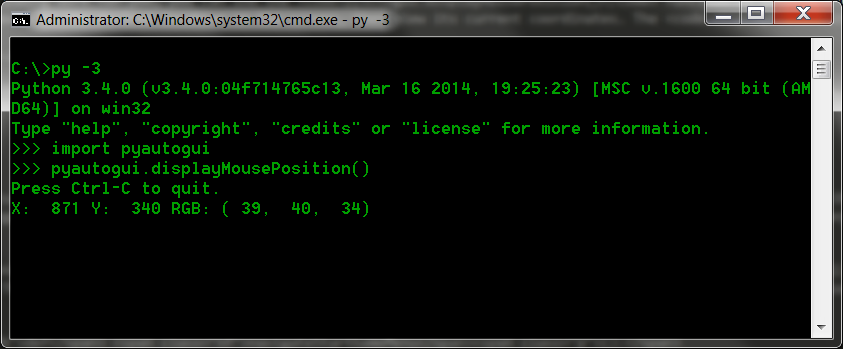 Administrator: C:\Windows\system32\cmd.exe - py  -3
C:\>py -3
Python 3.4.0 (v3.4.0:04f714765c13, Mar 16 2014, 19:25:23) [MSC v.1600 64 bit (AM
D64)] on win32
Type "help", "copyright", "credits" or "license" for more information.
>>> import pyautogui
>>> pyautogui.displayMousePosition()
Press Ctrl-C to quit.
X:  871 Y:  340 RGB: ( 39,  40,  34)